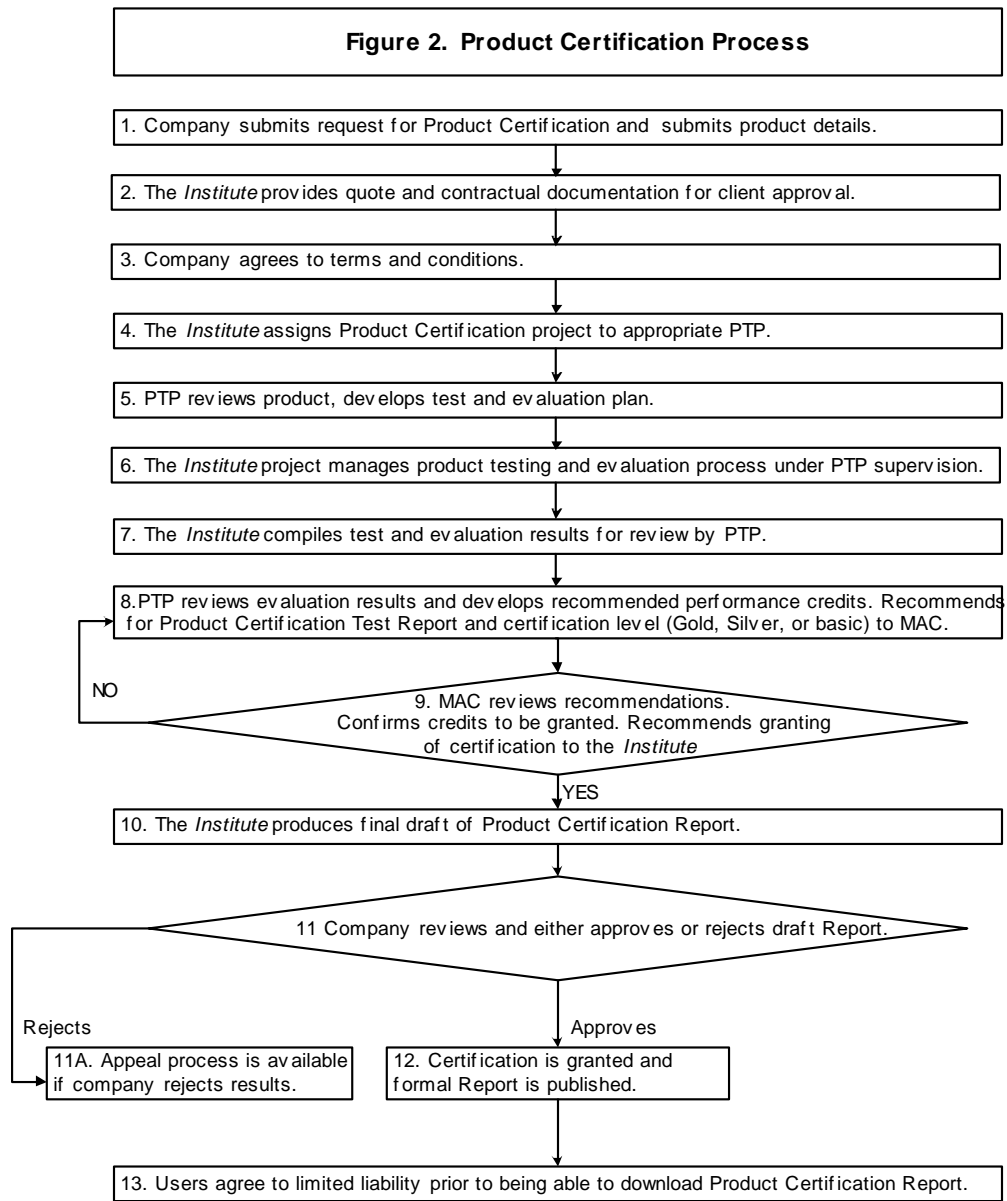 Figure 2. Product Certification Process
1. Company submits request for Product Certification and submits product details.
2. The Institute provides quote and contractual documentation for client approval.
3. Company agrees to terms and conditions.
4. The Institute assigns Product Certification project to appropriate PTP.
5. PTP reviews product, develops test and evaluation plan.
6. The Institute project manages product testing and evaluation process under PTP supervision.
7. The Institute compiles test and evaluation results for review by PTP.
8.PTP reviews evaluation results and develops recommended performance credits. Recommends
for Product Certification Test Report and certification level (Gold, Silver, or basic) to MAC.
NO
9. MAC reviews recommendations.
Confirms credits to be granted. Recommends granting
of certification to the Institute
YES
10. The Institute produces final draft of Product Certification Report.
11 Company reviews and either approves or rejects draft Report.
Rejects
Approves
11A. Appeal process is available
if company rejects results.
12. Certification is granted and
formal Report is published.
13. Users agree to limited liability prior to being able to download Product Certification Report.